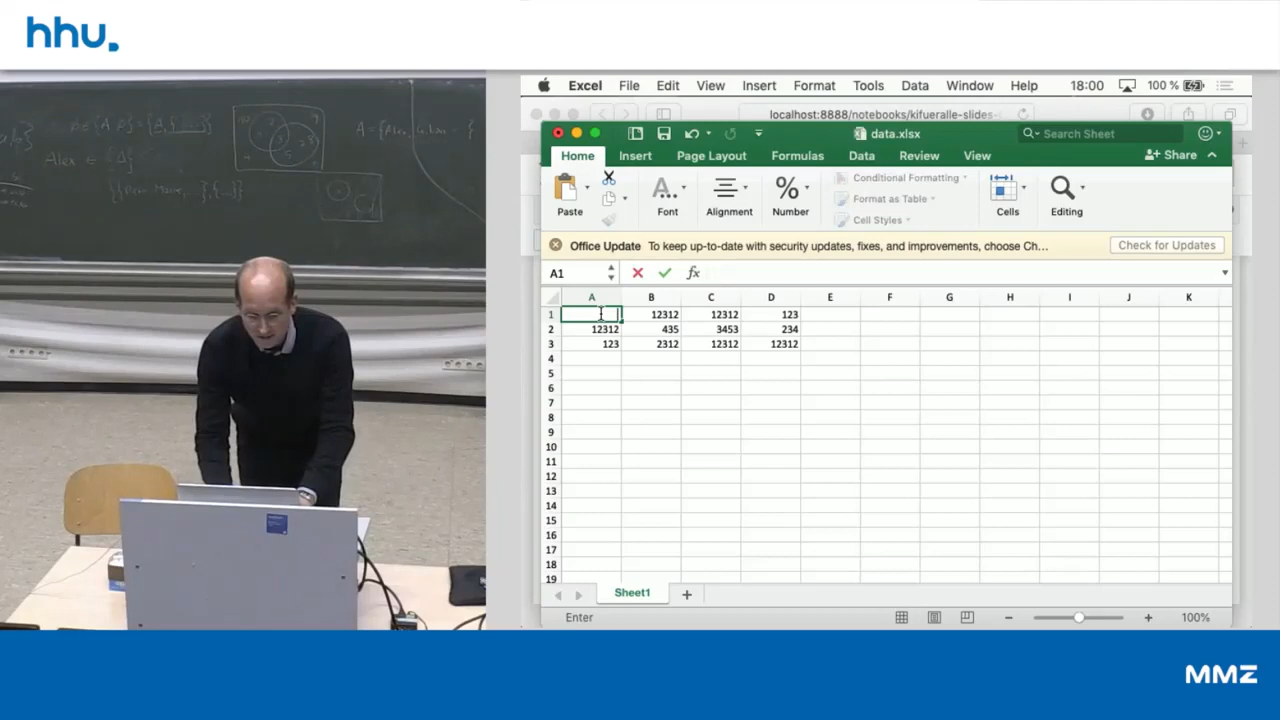 hhu.
Alex ∈
Excel File Edit View Insert Format Tools Data Window Help 18:00 100 %
localhost:8888/notebooks/kifueralle-slides-
data.xlsx
Search Sheet
Home Insert Page Layout Formulas Data Review View
Share
Paste
Font
Alignment
Number
Conditional Formatting
Format as Table
Cell Styles
Cells
Editing
Office Update To keep up-to-date with security updates, fixes, and improvements, choose Ch...
Check for Updates
A1 fx
A B C D E F G H I J K
1 12312 12312 123
2 12312 435 3453 234
3 123 2312 12312 12312
4
5
6
7
8
9
10
11
12
13
14
15
16
17
18
19
Sheet1
Enter
100%
MMZ